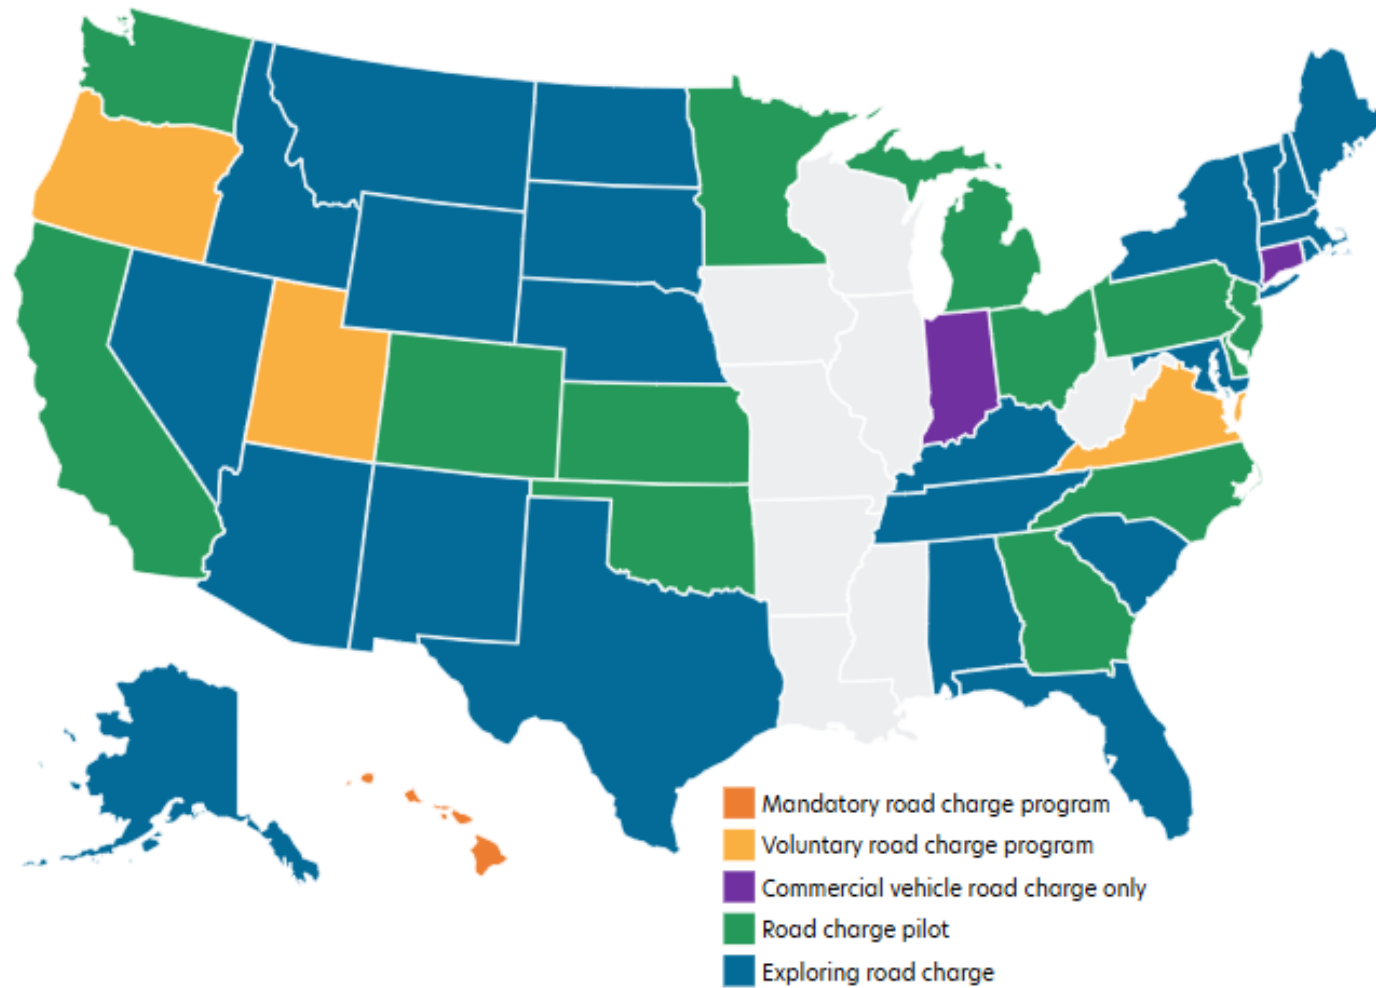 Mandatory road charge program
Voluntary road charge program
Commercial vehicle road charge only
Road charge pilot
Exploring road charge